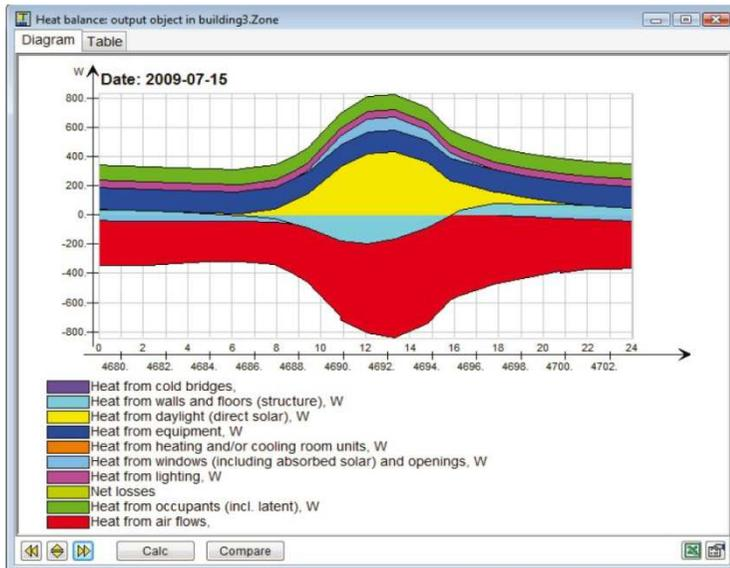 Heat balance: output object in building3.Zone
Diagram Table
W
Date: 2009-07-15
800.
600.
400.
200.
0.
-200.
-400.
-600.
-800.
0 2 4 6 8 10 12 14 16 18 20 22 24
4680. 4682. 4684. 4686. 4688. 4690. 4692. 4694. 4696. 4698. 4700. 4702.
Heat from cold bridges,
Heat from walls and floors (structure), W
Heat from daylight (direct solar), W
Heat from equipment, W
Heat from heating and/or cooling room units, W
Heat from windows (including absorbed solar) and openings, W
Heat from lighting, W
Net losses
Heat from occupants (incl. latent), W
Heat from air flows,
Calc Compare